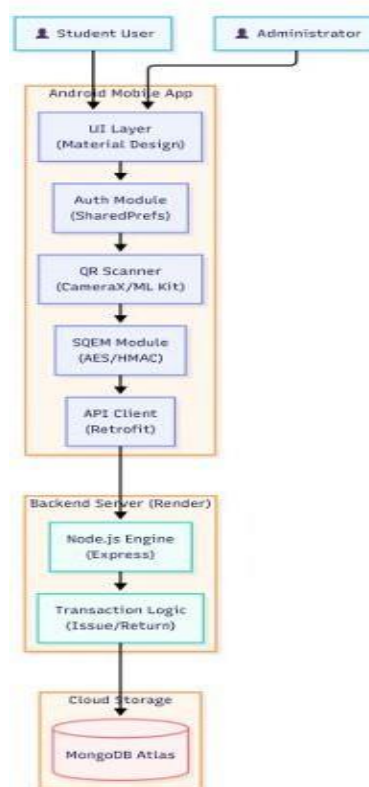 Student User
Administrator
Android Mobile App
UI Layer
(Material Design)
Auth Module
(SharedPrefs)
QR Scanner
(CameraX/ML Kit)
SQEM Module
(AES/HMAC)
API Client
(Retrofit)
Backend Server (Render)
Node.js Engine
(Express)
Transaction Logic
(Issue/Return)
Cloud Storage
MongoDB Atlas